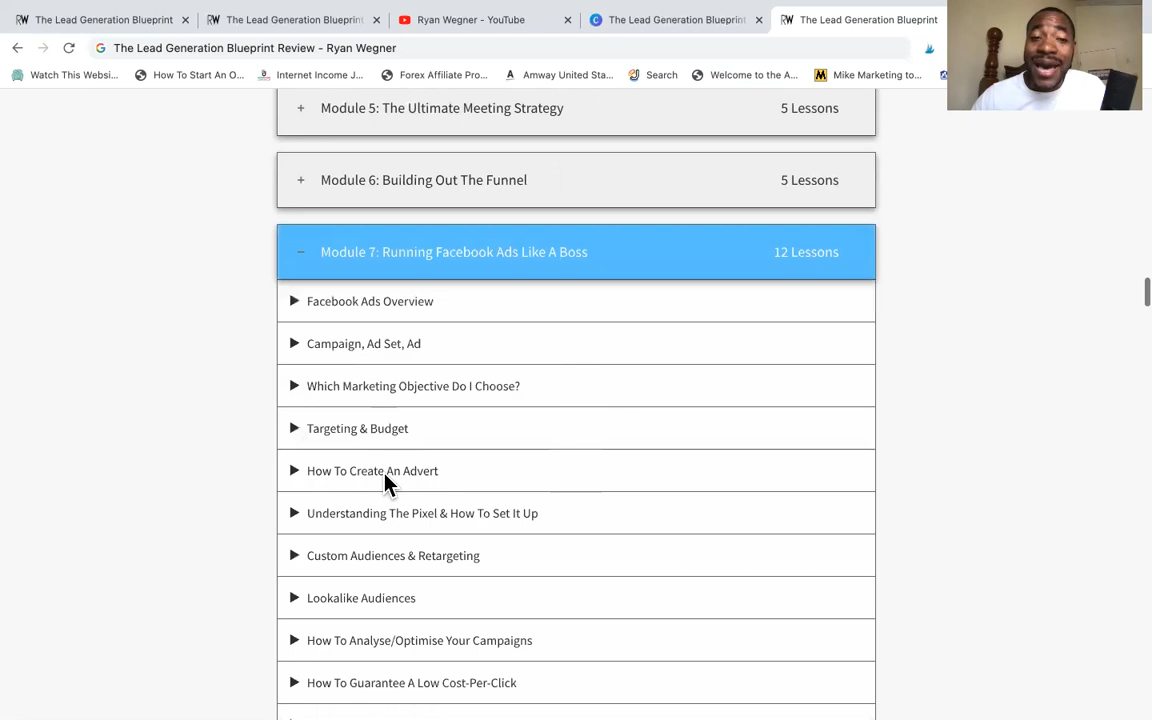 The Lead Generation Blueprint
The Lead Generation Blueprint
Ryan Wegner - YouTube
The Lead Generation Blueprint
The Lead Generation Blueprint
The Lead Generation Blueprint Review - Ryan Wegner
Watch This Websi...
How To Start An O...
Internet Income J...
Forex Affiliate Pro...
Amway United Sta...
Search
Welcome to the A...
Mike Marketing to...
Module 5: The Ultimate Meeting Strategy
5 Lessons
Module 6: Building Out The Funnel
5 Lessons
Module 7: Running Facebook Ads Like A Boss
12 Lessons
Facebook Ads Overview
Campaign, Ad Set, Ad
Which Marketing Objective Do I Choose?
Targeting & Budget
How To Create An Advert
Understanding The Pixel & How To Set It Up
Custom Audiences & Retargeting
Lookalike Audiences
How To Analyse/Optimise Your Campaigns
How To Guarantee A Low Cost-Per-Click